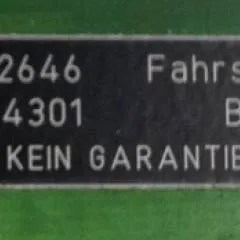 2646 Fahrs
4301 B
KEIN GARANTIE